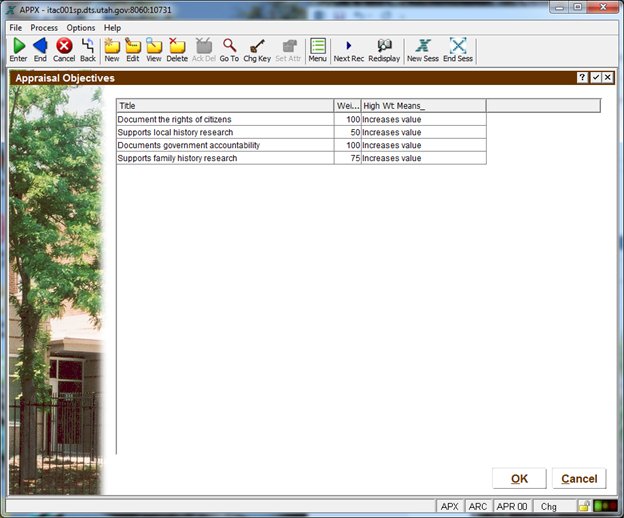 APPX - itac001sp.dts.utah.gov:8060:10731
File Process Options Help
Enter End Cancel Back New Edit View Delete Ack Del Go To Chg Key Set Attr Menu Next Rec Redisplay New Sess End Sess
Appraisal Objectives
Title Wei... High Wt Means_
Document the rights of citizens 100 Increases value
Supports local history research 50 Increases value
Documents government accountability 100 Increases value
Supports family history research 75 Increases value
OK Cancel
APX ARC APR 00 Chg